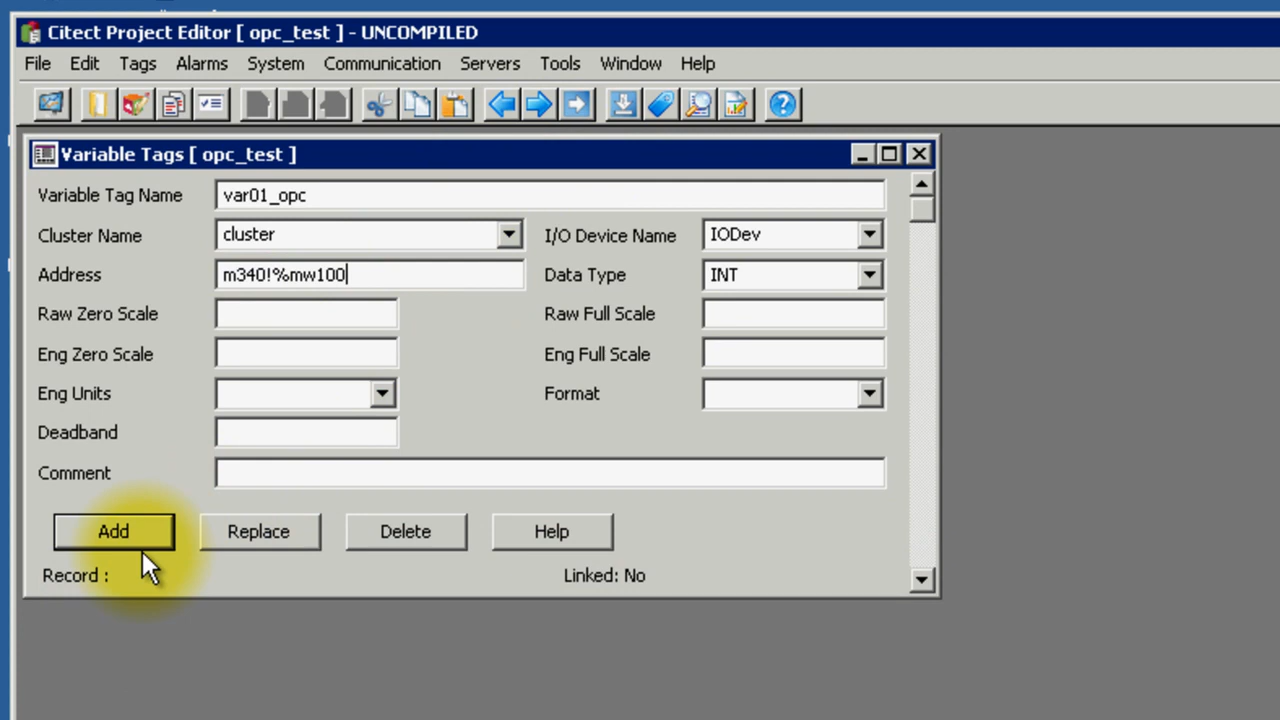 Citect Project Editor [ opc_test ] - UNCOMPILED
File Edit Tags Alarms System Communication Servers Tools Window Help
Variable Tags [ opc_test ]
Variable Tag Name var01_opc
Cluster Name cluster I/O Device Name IODev
Address m340!%mw100 Data Type INT
Raw Zero Scale Raw Full Scale
Eng Zero Scale Eng Full Scale
Eng Units Format
Deadband
Comment
Add Replace Delete Help
Record : Linked: No